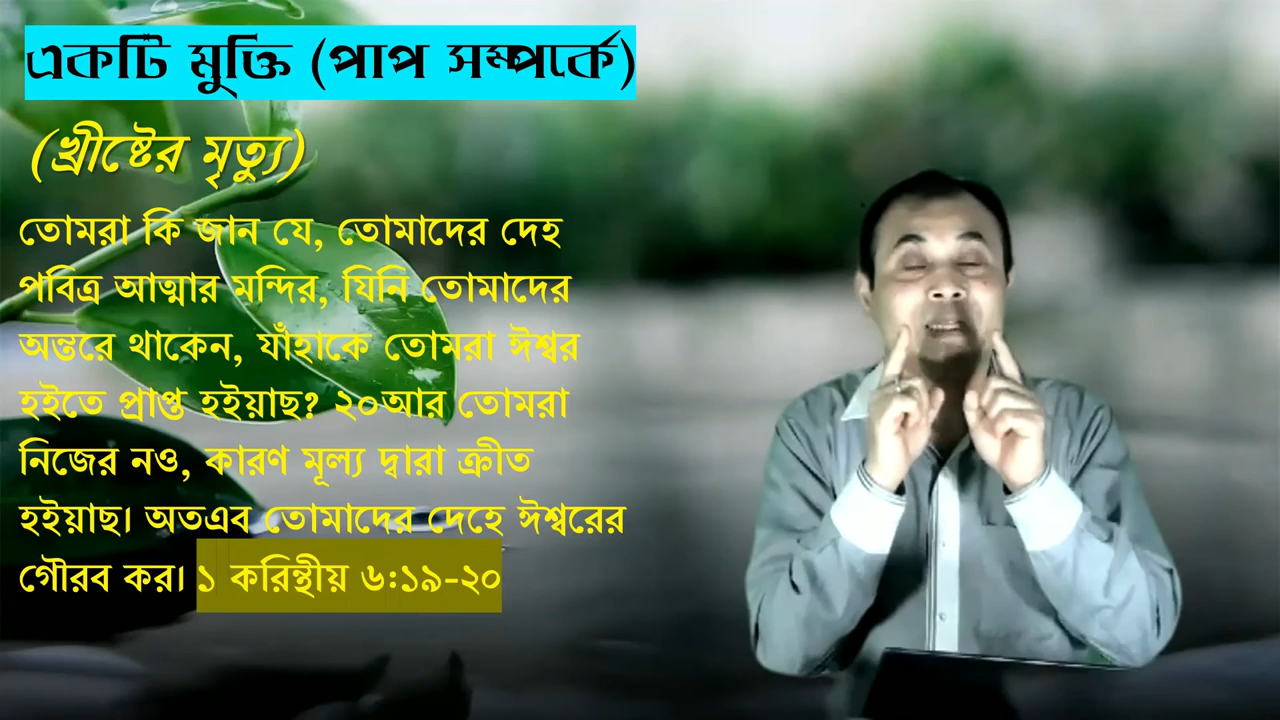 একটি মুক্তি (পাপ সম্পর্কে)
(খ্রীষ্টের মৃত্যু)
তোমরা কি জান যে, তোমাদের দেহ
পবিত্র আত্মার মন্দির, যিনি তোমাদের
অন্তরে থাকেন, যাঁহাকে তোমরা ঈশ্বর
হইতে প্রাপ্ত হইয়াছ? ২০আর তোমরা
নিজের নও, কারণ মূল্য দ্বারা ক্রীত
হইয়াছ। অতএব তোমাদের দেহে ঈশ্বরের
গৌরব কর। ১ করিন্থীয় ৬:১৯-২০